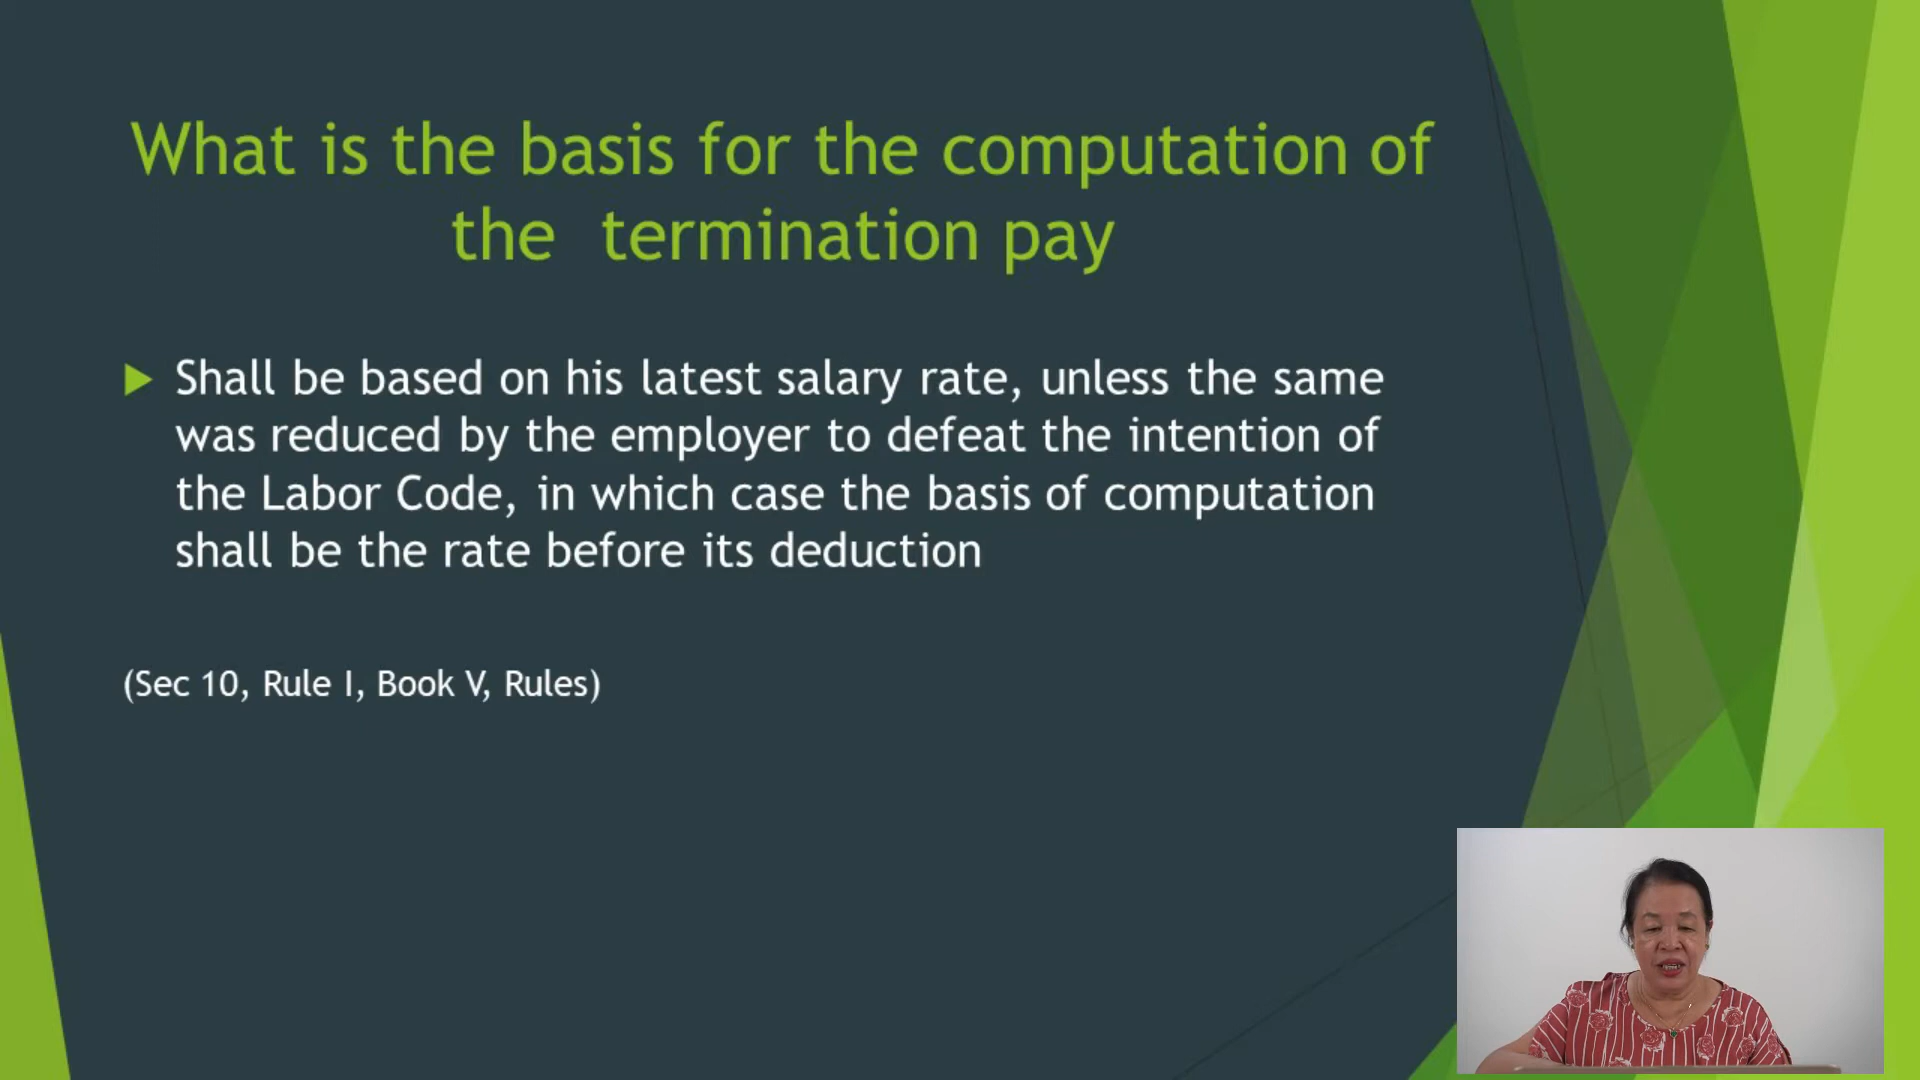 What is the basis for the computation of
the  termination pay
Shall be based on his latest salary rate, unless the same
was reduced by the employer to defeat the intention of
the Labor Code, in which case the basis of computation
shall be the rate before its deduction
(Sec 10, Rule I, Book V, Rules)